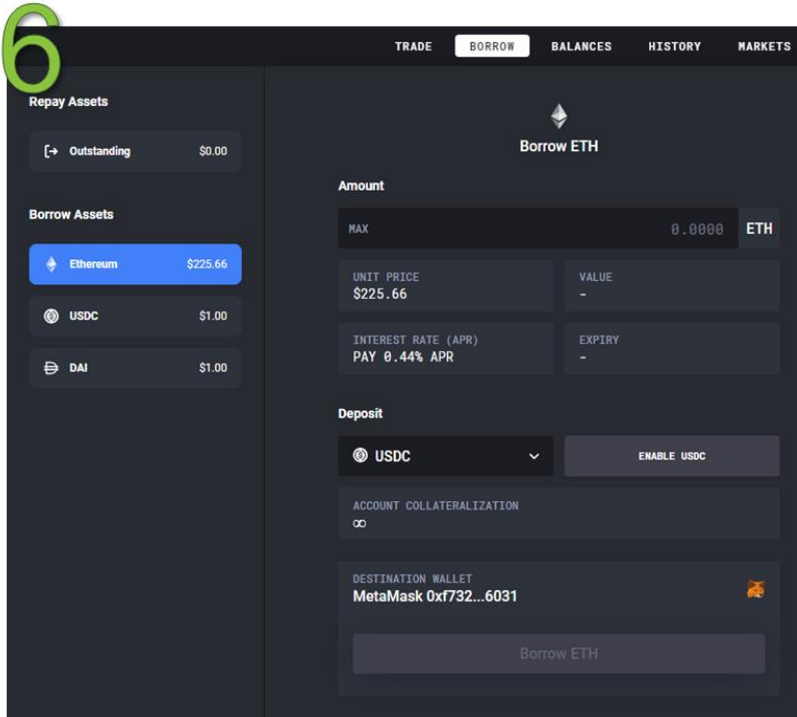 6
TRADE BORROW BALANCES HISTORY MARKETS
Repay Assets
Outstanding $0.00
Borrow Assets
Ethereum $225.66
USDC $1.00
DAI $1.00
Borrow ETH
Amount
MAX 0.0000 ETH
UNIT PRICE
$225.66
VALUE
-
INTEREST RATE (APR)
PAY 0.44% APR
EXPIRY
-
Deposit
USDC
ENABLE USDC
ACCOUNT COLLATERALIZATION
∞
DESTINATION WALLET
MetaMask 0xf732...6031
Borrow ETH